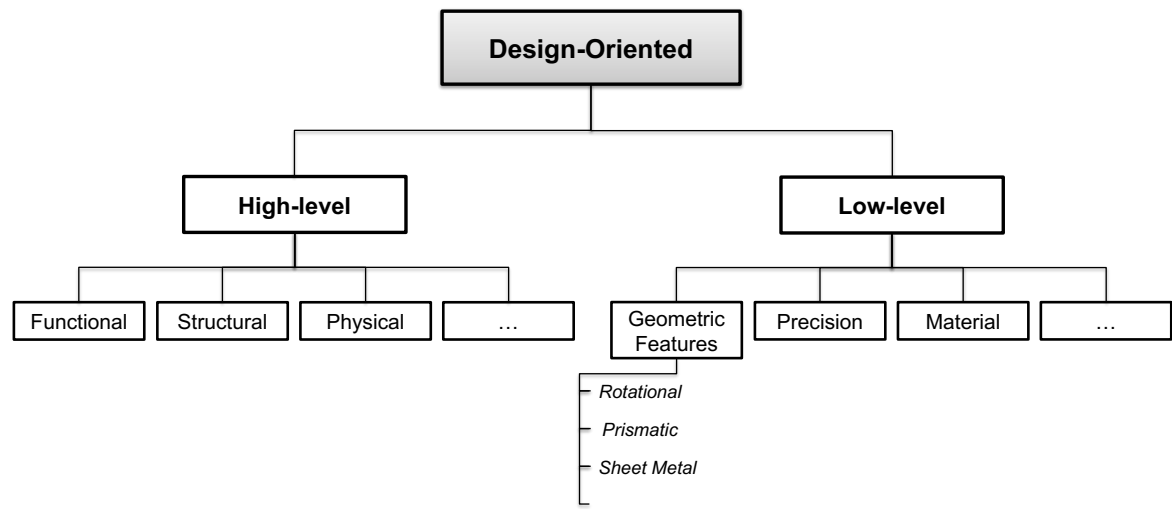 Design-Oriented
High-level
Low-level
Functional
Structural
Physical
…
Geometric
Features
Precision
Material
…
Rotational
Prismatic
Sheet Metal